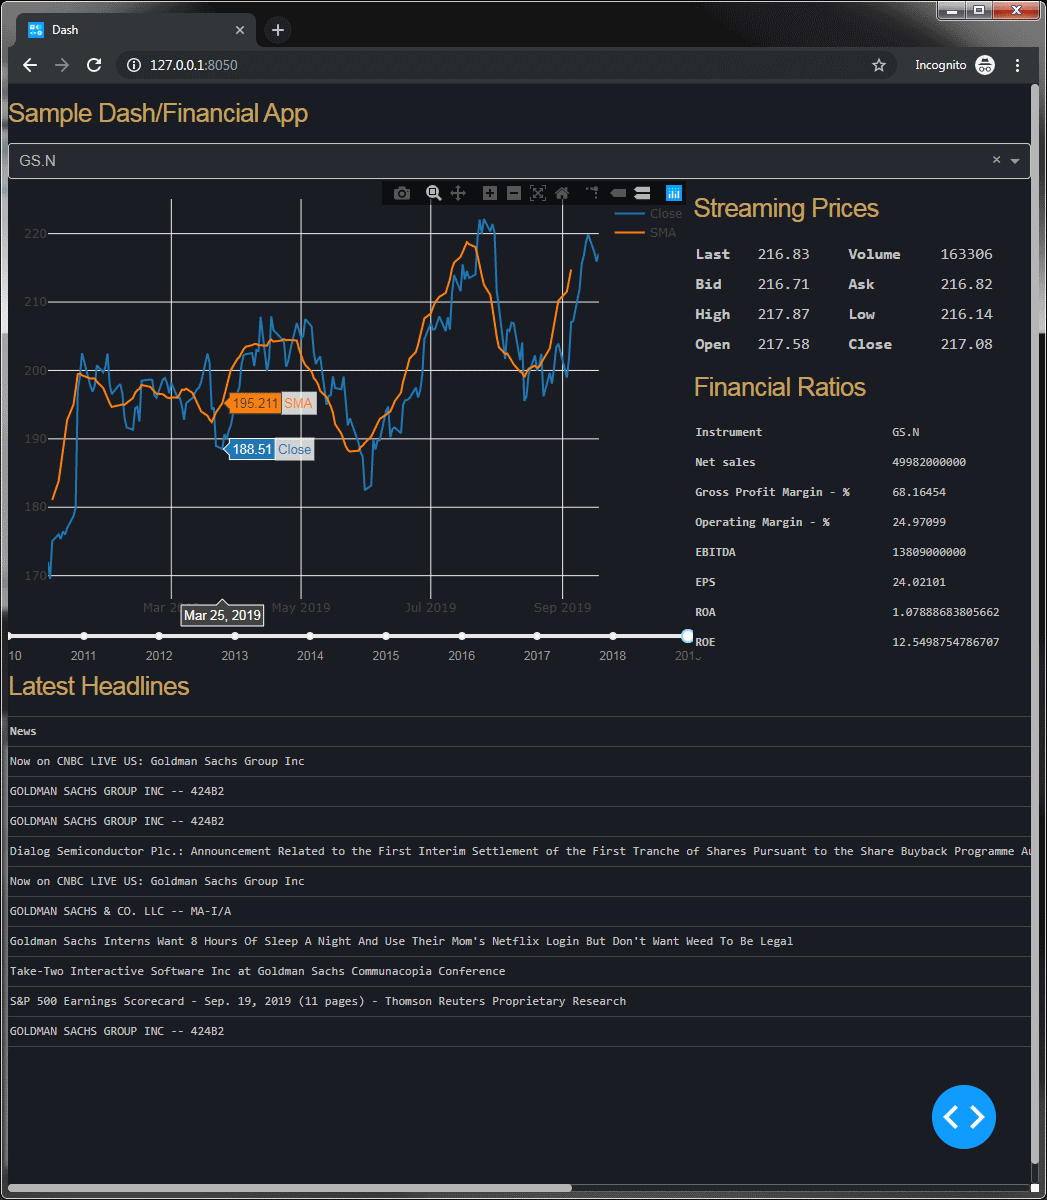 Dash
127.0.0.1:8050
Incognito
Sample Dash/Financial App
GS.N
Close
SMA
220
210
200
190
180
170
195.211 SMA
188.51 Close
Mar 25, 2019
May 2019
Jul 2019
Sep 2019
10 2011 2012 2013 2014 2015 2016 2017 2018
Streaming Prices
Last 216.83 Volume 163306
Bid 216.71 Ask 216.82
High 217.87 Low 216.14
Open 217.58 Close 217.08
Financial Ratios
Instrument GS.N
Net sales 49982000000
Gross Profit Margin - % 68.16454
Operating Margin - % 24.97099
EBITDA 13809000000
EPS 24.02101
ROA 1.07888683805662
ROE 12.5498754786707
Latest Headlines
News
Now on CNBC LIVE US: Goldman Sachs Group Inc
GOLDMAN SACHS GROUP INC -- 424B2
GOLDMAN SACHS GROUP INC -- 424B2
Dialog Semiconductor Plc.: Announcement Related to the First Interim Settlement of the First Tranche of Shares Pursuant to the Share Buyback Programme Au
Now on CNBC LIVE US: Goldman Sachs Group Inc
GOLDMAN SACHS & CO. LLC -- MA-I/A
Goldman Sachs Interns Want 8 Hours Of Sleep A Night And Use Their Mom's Netflix Login But Don't Want Weed To Be Legal
Take-Two Interactive Software Inc at Goldman Sachs Communacopia Conference
S&P 500 Earnings Scorecard - Sep. 19, 2019 (11 pages) - Thomson Reuters Proprietary Research
GOLDMAN SACHS GROUP INC -- 424B2